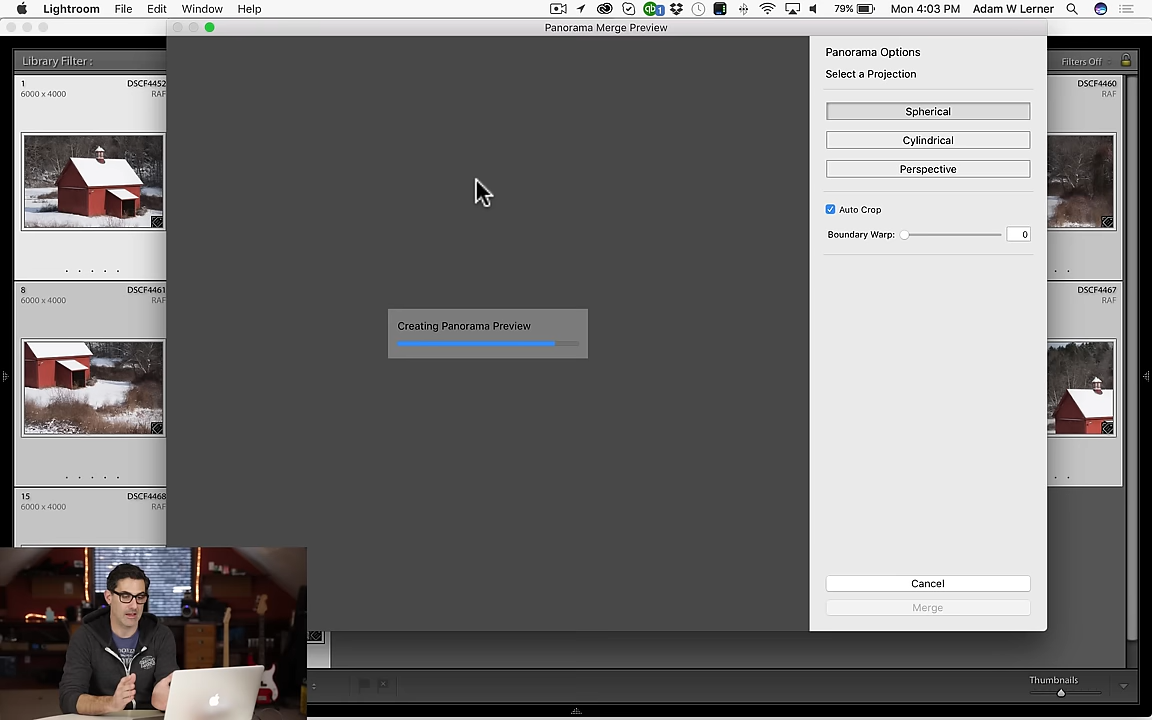 Lightroom File Edit Window Help 1 79% Mon 4:03 PM Adam W Lerner
Panorama Merge Preview
Library Filter :
Filters Off
1 DSCF4452
6000 x 4000 RAF
DSCF4460
RAF
8 DSCF4461
6000 x 4000 RAF
DSCF4467
RAF
15 DSCF4468
6000 x 4000 RAF
Panorama Options
Select a Projection
Spherical
Cylindrical
Perspective
Auto Crop
Boundary Warp: 0
Creating Panorama Preview
Cancel
Merge
Thumbnails